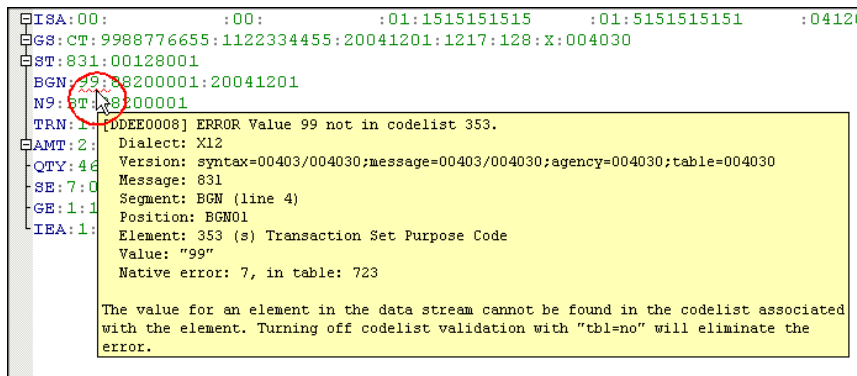 ISA:00:          :00:          :01:1515151515     :01:5151515151     :0412
GS:CT:9988776655:1122334455:20041201:1217:128:X:004030
ST:831:00128001
BGN:99:88200001:20041201
N9:BT:88200001
TRN:1:
[DDEE0008] ERROR Value 99 not in codelist 353.
AMT:2:
Dialect: X12
QTY:46
Version: syntax=00403/004030;message=00403/004030;agency=004030;table=004030
SE:7:0
Message: 831
GE:1:1
Segment: BGN (line 4)
IEA:1:
Position: BGN01
Element: 353 (s) Transaction Set Purpose Code
Value: "99"
Native error: 7, in table: 723
The value for an element in the data stream cannot be found in the codelist associated
with the element. Turning off codelist validation with "tbl=no" will eliminate the
error.